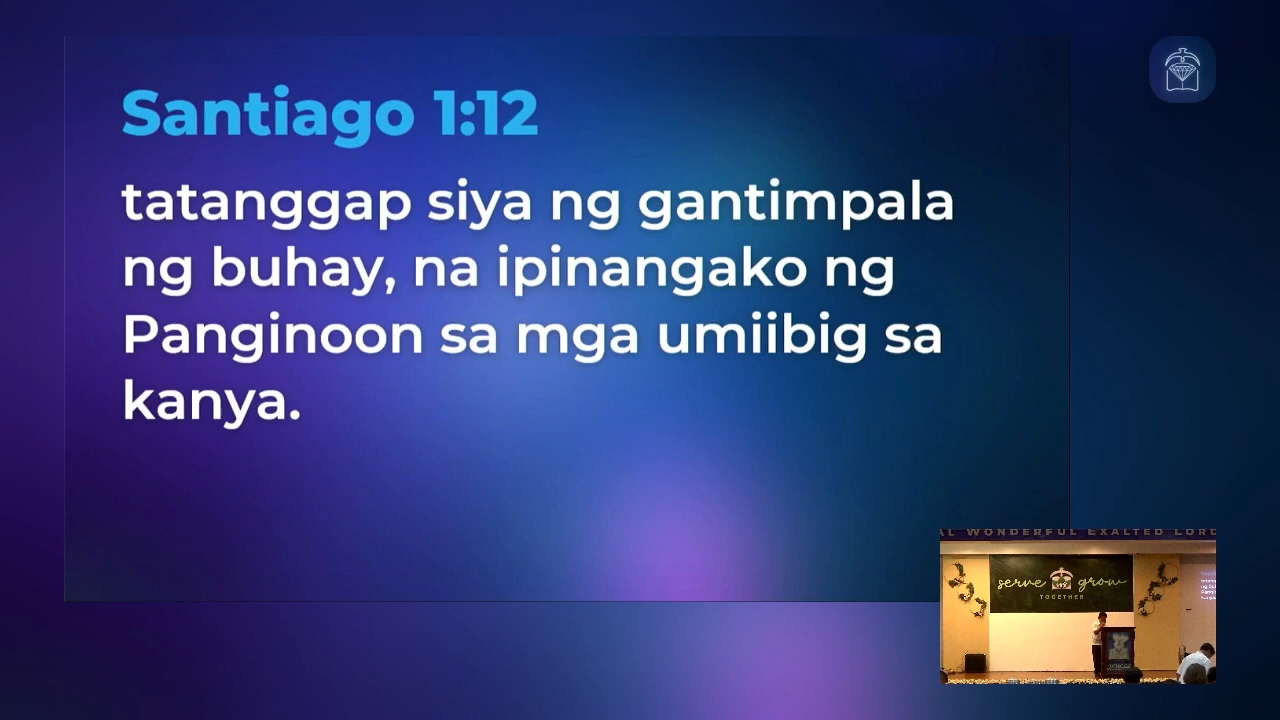 Santiago 1:12
tatanggap siya ng gantimpala
ng buhay, na ipinangako ng
Panginoon sa mga umiibig sa
kanya.
WONDERFUL EXALTED LORD
serve grow
TOGETHER